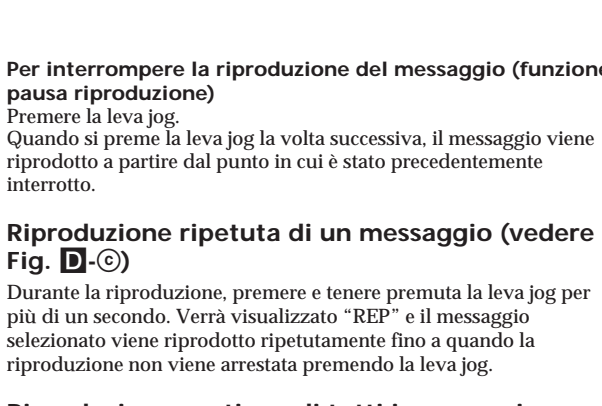 Per interrompere la riproduzione del messaggio (funzione
pausa riproduzione)
Premere la leva jog.
Quando si preme la leva jog la volta successiva, il messaggio viene
riprodotto a partire dal punto in cui è stato precedentemente
interrotto.
Riproduzione ripetuta di un messaggio (vedere
Fig. D-ⓒ)
Durante la riproduzione, premere e tenere premuta la leva jog per
più di un secondo. Verrà visualizzato “REP” e il messaggio
selezionato viene riprodotto ripetutamente fino a quando la
riproduzione non viene arrestata premendo la leva jog.